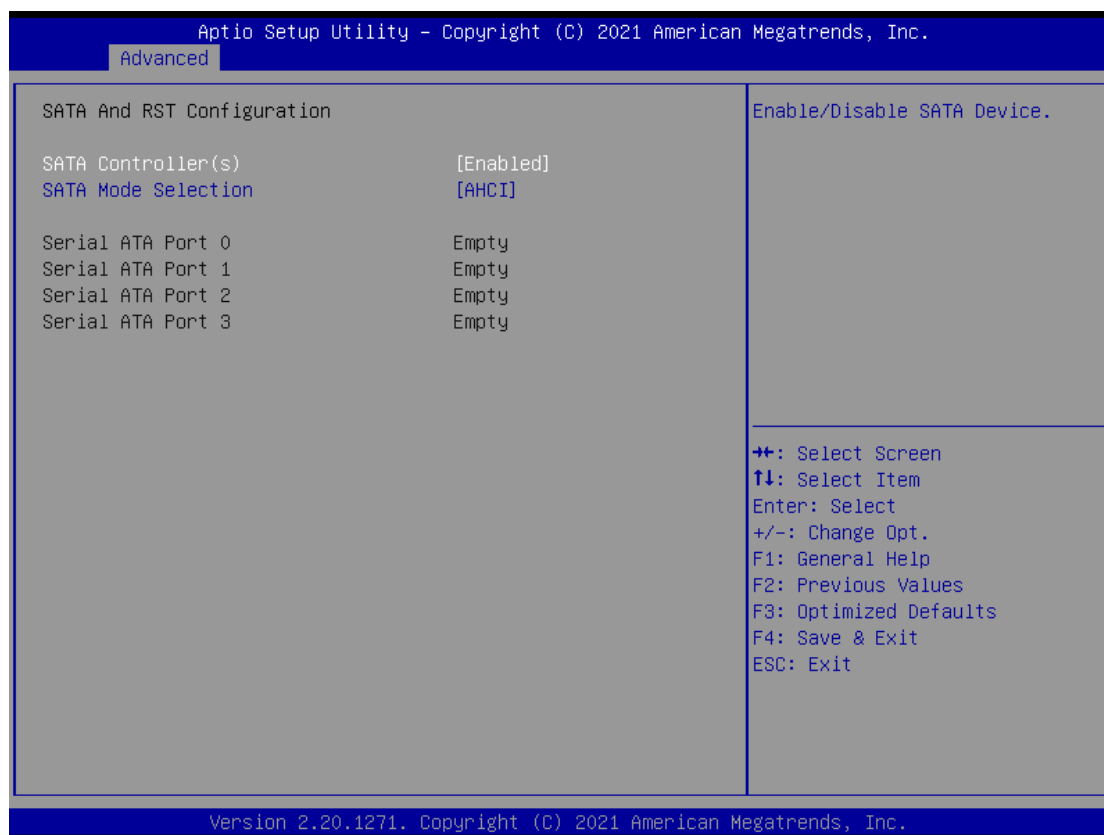 Aptio Setup Utility – Copyright (C) 2021 American Megatrends, Inc.
Advanced
SATA And RST Configuration
SATA Controller(s) [Enabled]
SATA Mode Selection [AHCI]
Serial ATA Port 0 Empty
Serial ATA Port 1 Empty
Serial ATA Port 2 Empty
Serial ATA Port 3 Empty
Enable/Disable SATA Device.
→←: Select Screen
↑↓: Select Item
Enter: Select
+/-: Change Opt.
F1: General Help
F2: Previous Values
F3: Optimized Defaults
F4: Save & Exit
ESC: Exit
Version 2.20.1271. Copyright (C) 2021 American Megatrends, Inc.